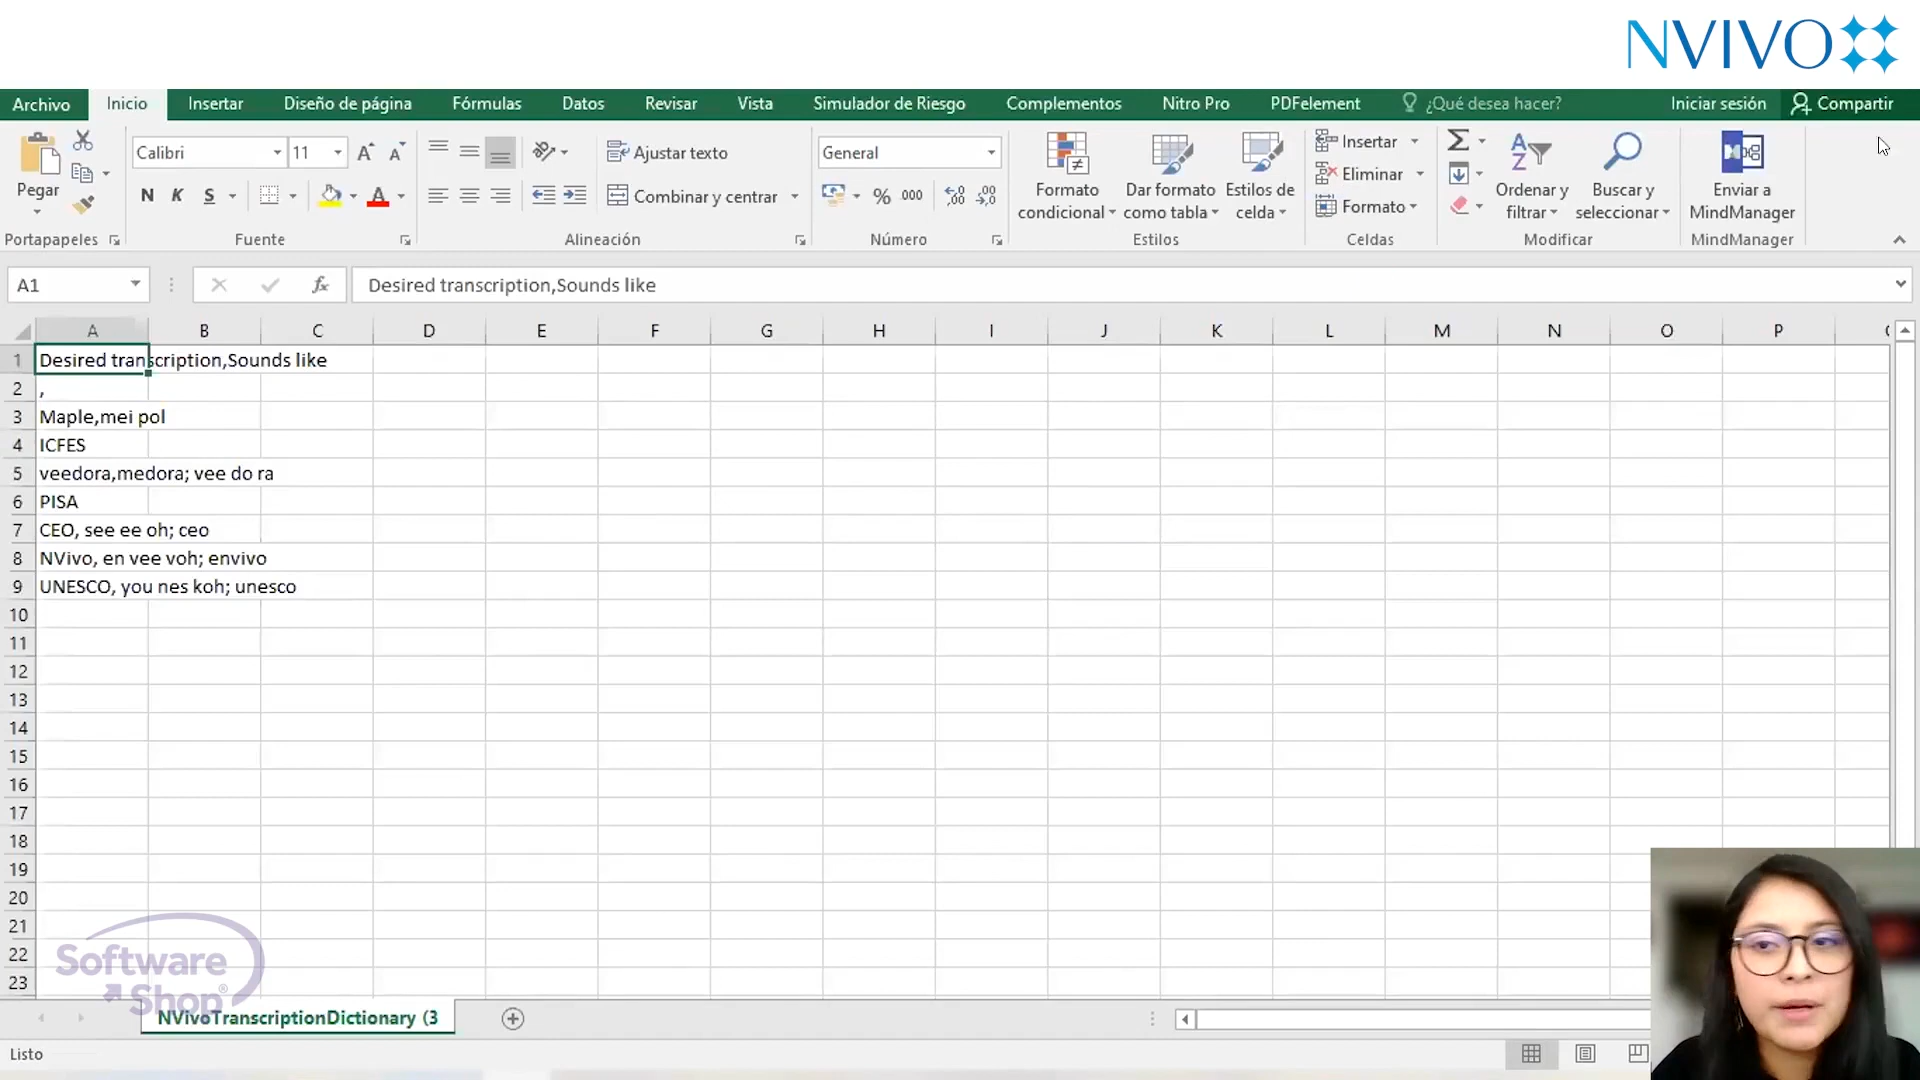 NVIVO
Archivo Inicio Insertar Diseño de página Fórmulas Datos Revisar Vista Simulador de Riesgo Complementos Nitro Pro PDFelement ¿Qué desea hacer? Iniciar sesión Compartir
Pegar
Calibri 11 A A
N K S A
Ajustar texto
Combinar y centrar
General
% 000
Formato condicional
Dar formato como tabla
Estilos de celda
Insertar
Eliminar
Formato
Σ
Ordenar y filtrar
Buscar y seleccionar
Enviar a MindManager
Portapapeles Fuente Alineación Número Estilos Celdas Modificar MindManager
A1 fx Desired transcription,Sounds like
A B C D E F G H I J K L M N O P
1 Desired transcription,Sounds like
2 ,
3 Maple,mei pol
4 ICFES
5 veedora,medora; vee do ra
6 PISA
7 CEO, see ee oh; ceo
8 NVivo, en vee voh; envivo
9 UNESCO, you nes koh; unesco
10
11
12
13
14
15
16
17
18
19
20
21
22
23
Software
Shop®
NVivoTranscriptionDictionary (3
Listo